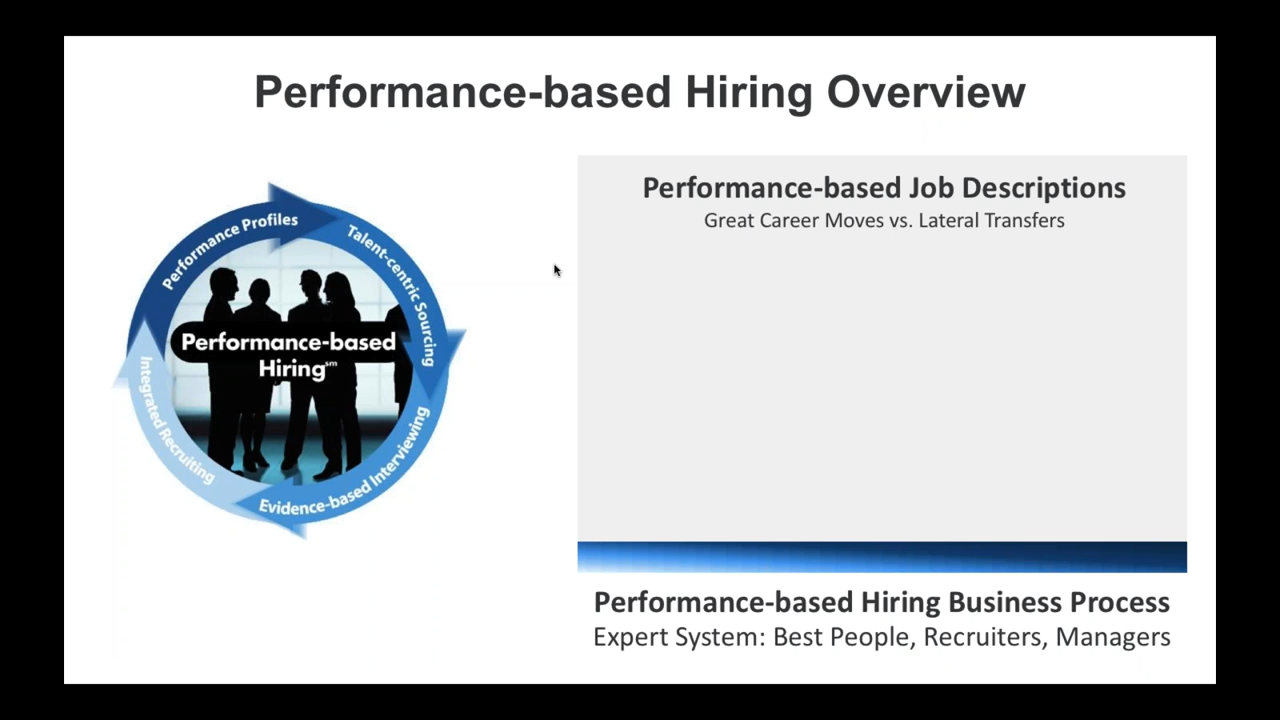 Performance-based Hiring Overview
Performance Profiles
Talent-centric Sourcing
Evidence-based Interviewing
Integrated Recruiting
Performance-based
Hiring℠
Performance-based Job Descriptions
Great Career Moves vs. Lateral Transfers
Performance-based Hiring Business Process
Expert System: Best People, Recruiters, Managers